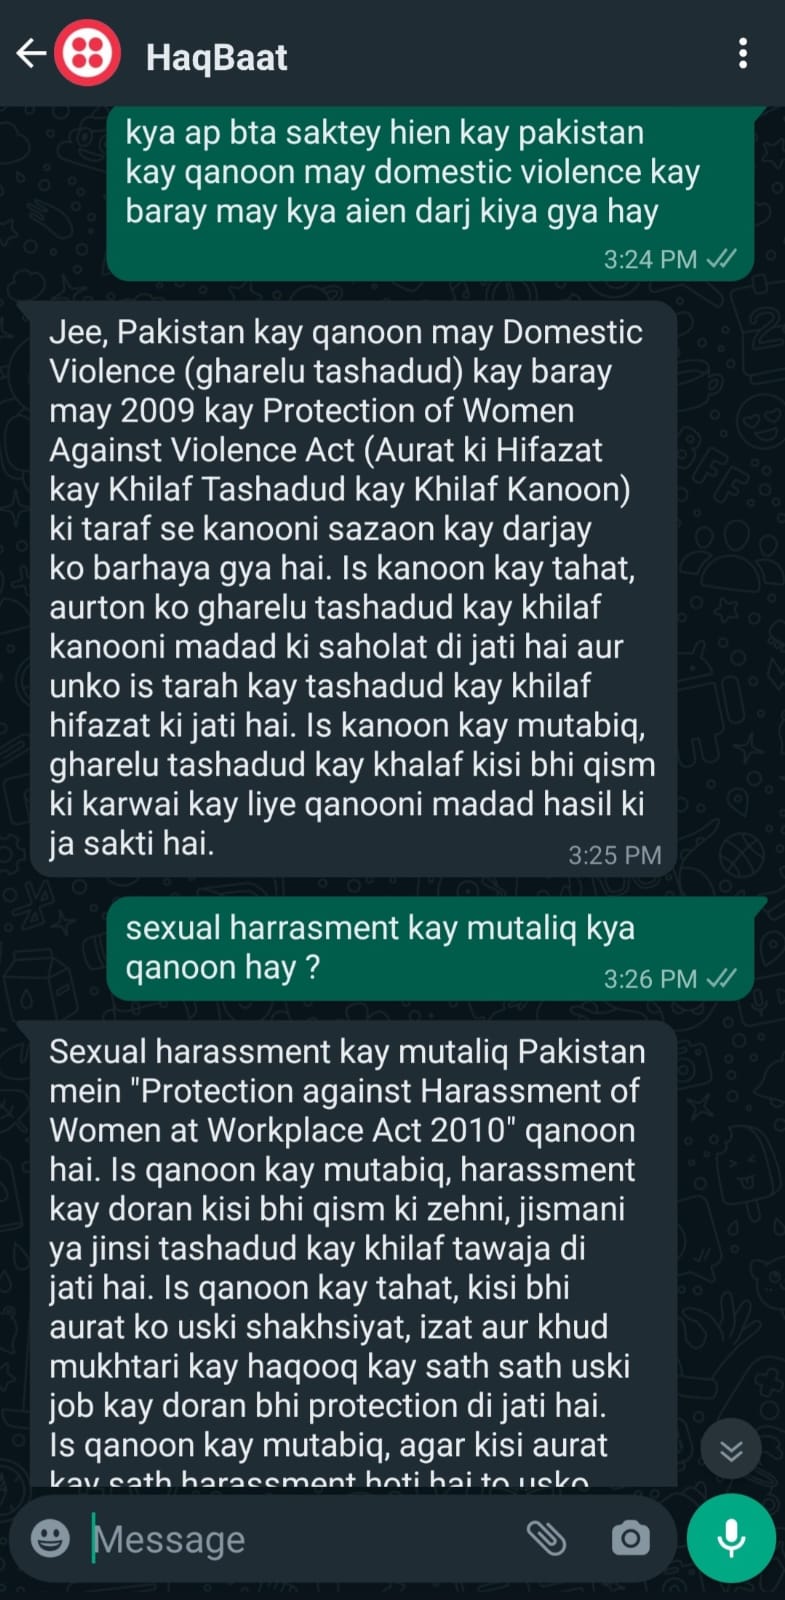 HaqBaat
kya ap bta saktey hien kay pakistan
kay qanoon may domestic violence kay
baray may kya aien darj kiya gya hay
3:24 PM
Jee, Pakistan kay qanoon may Domestic
Violence (gharelu tashadud) kay baray
may 2009 kay Protection of Women
Against Violence Act (Aurat ki Hifazat
kay Khilaf Tashadud kay Khilaf Kanoon)
ki taraf se kanooni sazaon kay darjay
ko barhaya gya hai. Is kanoon kay tahat,
aurton ko gharelu tashadud kay khilaf
kanooni madad ki saholat di jati hai aur
unko is tarah kay tashadud kay khilaf
hifazat ki jati hai. Is kanoon kay mutabiq,
gharelu tashadud kay khalaf kisi bhi qism
ki karwai kay liye qanooni madad hasil ki
ja sakti hai.
3:25 PM
sexual harrasment kay mutaliq kya
qanoon hay ?
3:26 PM
Sexual harassment kay mutaliq Pakistan
mein "Protection against Harassment of
Women at Workplace Act 2010" qanoon
hai. Is qanoon kay mutabiq, harassment
kay doran kisi bhi qism ki zehni, jismani
ya jinsi tashadud kay khilaf tawaja di
jati hai. Is qanoon kay tahat, kisi bhi
aurat ko uski shakhsiyat, izat aur khud
mukhtari kay haqooq kay sath sath uski
job kay doran bhi protection di jati hai.
Is qanoon kay mutabiq, agar kisi aurat
kay sath harassment hoti hai to usko
Message